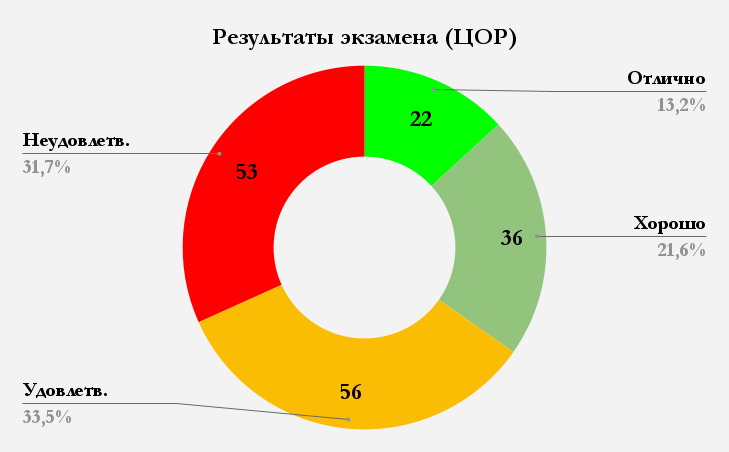 Результаты экзамена (ЦОР)
Отлично
13,2%
22
Неудовлетв.
31,7%
53
Хорошо
21,6%
36
Удовлетв.
33,5%
56